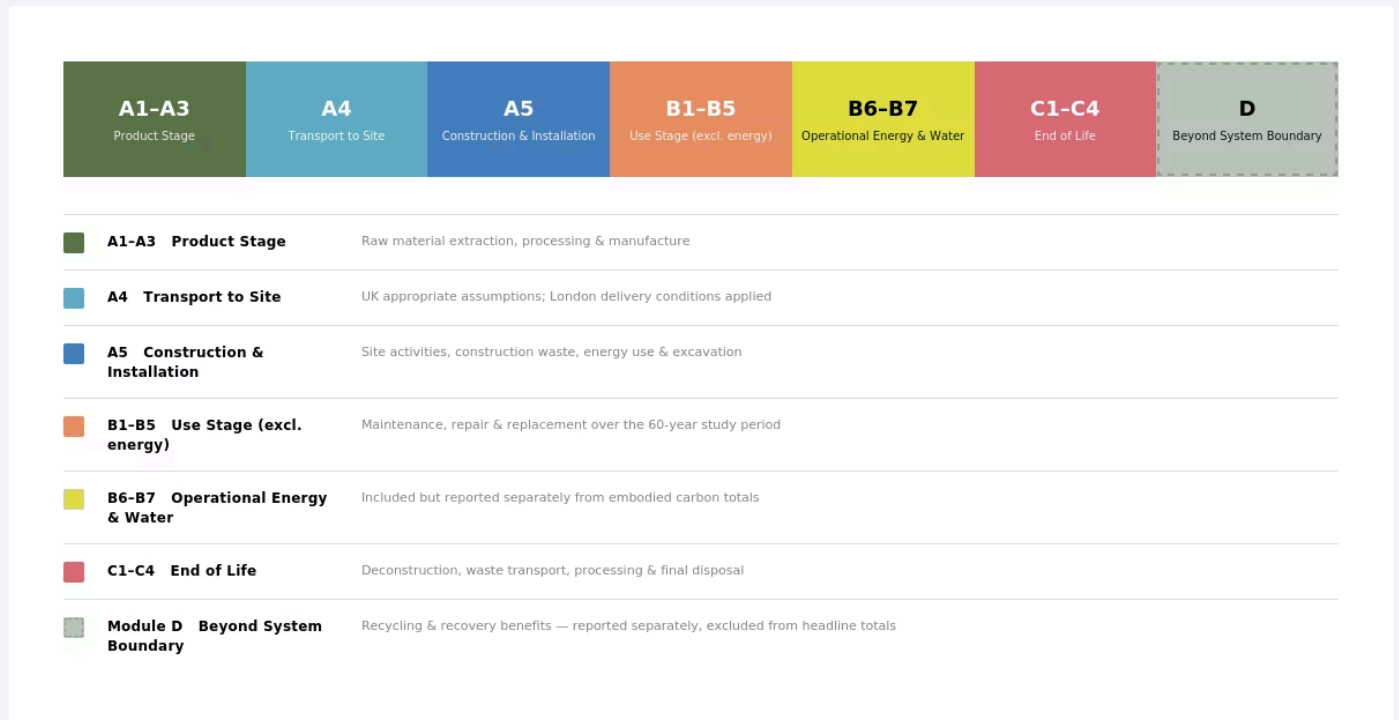 A1–A3
Product Stage
A4
Transport to Site
A5
Construction & Installation
B1–B5
Use Stage (excl. energy)
B6–B7
Operational Energy & Water
C1–C4
End of Life
D
Beyond System Boundary
A1–A3 Product Stage
Raw material extraction, processing & manufacture
A4 Transport to Site
UK appropriate assumptions; London delivery conditions applied
A5 Construction &
Installation
Site activities, construction waste, energy use & excavation
B1–B5 Use Stage (excl.
energy)
Maintenance, repair & replacement over the 60-year study period
B6–B7 Operational Energy
& Water
Included but reported separately from embodied carbon totals
C1–C4 End of Life
Deconstruction, waste transport, processing & final disposal
Module D Beyond System
Boundary
Recycling & recovery benefits — reported separately, excluded from headline totals